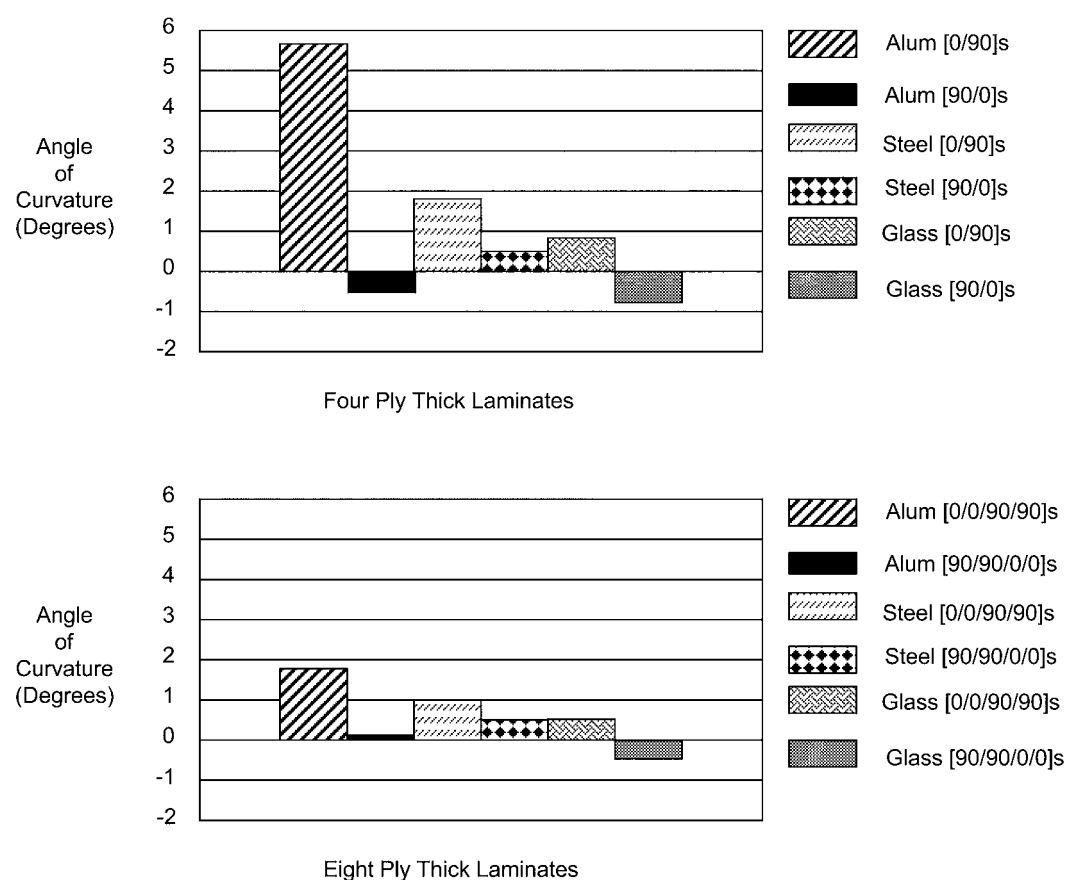 6
5
4
3
2
1
0
-1
-2
Angle
of
Curvature
(Degrees)
Alum [0/90]s
Alum [90/0]s
Steel [0/90]s
Steel [90/0]s
Glass [0/90]s
Glass [90/0]s
Four Ply Thick Laminates
6
5
4
3
2
1
0
-1
-2
Angle
of
Curvature
(Degrees)
Alum [0/0/90/90]s
Alum [90/90/0/0]s
Steel [0/0/90/90]s
Steel [90/90/0/0]s
Glass [0/0/90/90]s
Glass [90/90/0/0]s
Eight Ply Thick Laminates